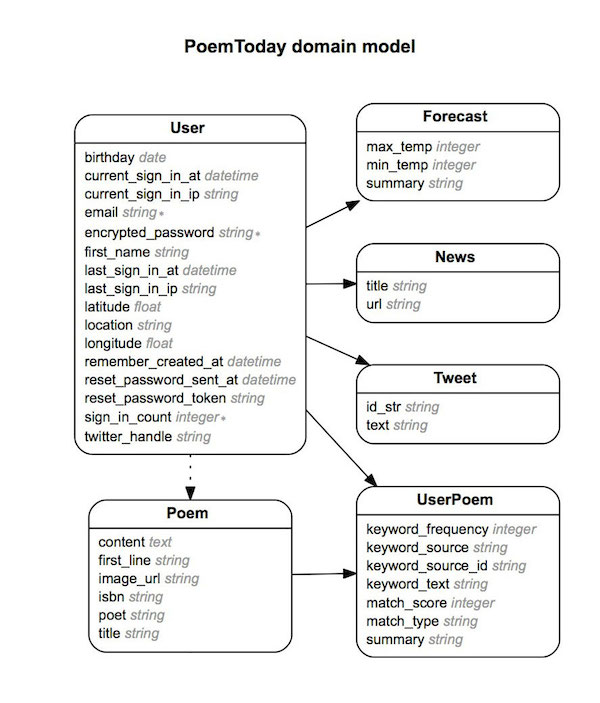 PoemToday domain model
User
birthday date
current_sign_in_at datetime
current_sign_in_ip string
email string*
encrypted_password string*
first_name string
last_sign_in_at datetime
last_sign_in_ip string
latitude float
location string
longitude float
remember_created_at datetime
reset_password_sent_at datetime
reset_password_token string
sign_in_count integer*
twitter_handle string
Forecast
max_temp integer
min_temp integer
summary string
News
title string
url string
Tweet
id_str string
text string
Poem
content text
first_line string
image_url string
isbn string
poet string
title string
UserPoem
keyword_frequency integer
keyword_source string
keyword_source_id string
keyword_text string
match_score integer
match_type string
summary string